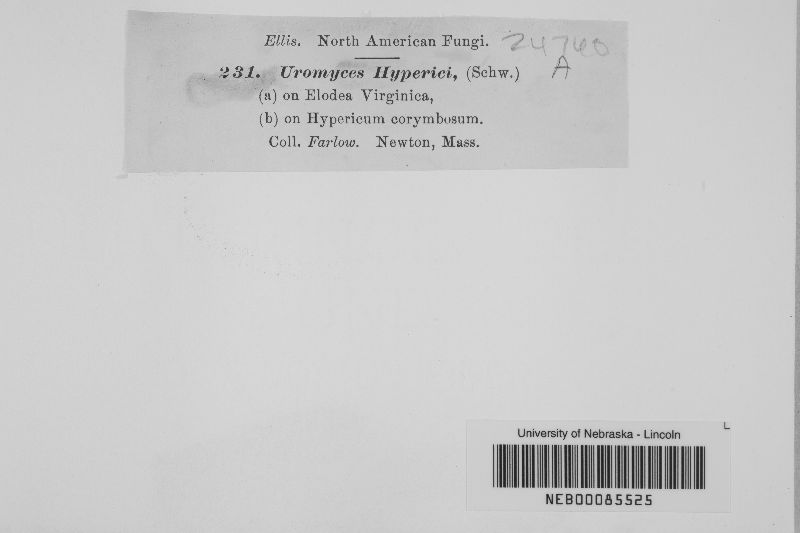 Ellis. North American Fungi. 24740
231. Uromyces Hyperici, (Schw.) A
(a) on Elodea Virginica,
(b) on Hypericum corymbosum.
Coll. Farlow. Newton, Mass.
L
University of Nebraska - Lincoln
NEB00085525